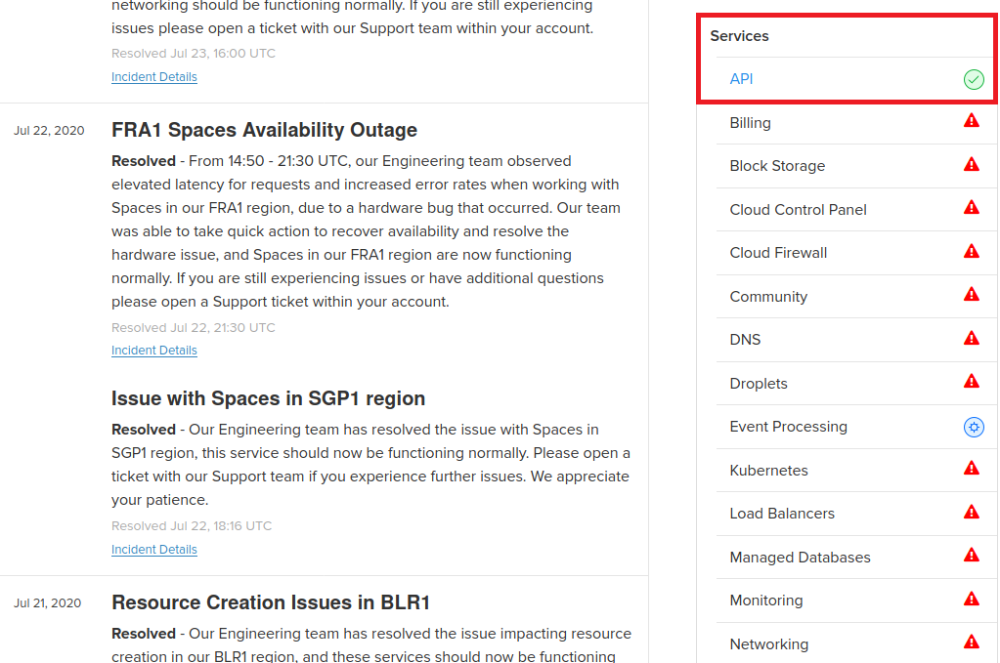 networking should be functioning normally. If you are still experiencing
issues please open a ticket with our Support team within your account.
Resolved Jul 23, 16:00 UTC
Incident Details
Jul 22, 2020
FRA1 Spaces Availability Outage
Resolved - From 14:50 - 21:30 UTC, our Engineering team observed
elevated latency for requests and increased error rates when working with
Spaces in our FRA1 region, due to a hardware bug that occurred. Our team
was able to take quick action to recover availability and resolve the
hardware issue, and Spaces in our FRA1 region are now functioning
normally. If you are still experiencing issues or have additional questions
please open a Support ticket within your account.
Resolved Jul 22, 21:30 UTC
Incident Details
Issue with Spaces in SGP1 region
Resolved - Our Engineering team has resolved the issue with Spaces in
SGP1 region, this service should now be functioning normally. Please open a
ticket with our Support team if you experience further issues. We appreciate
your patience.
Resolved Jul 22, 18:16 UTC
Incident Details
Jul 21, 2020
Resource Creation Issues in BLR1
Resolved - Our Engineering team has resolved the issue impacting resource
creation in our BLR1 region, and these services should now be functioning
Services
API
Billing
Block Storage
Cloud Control Panel
Cloud Firewall
Community
DNS
Droplets
Event Processing
Kubernetes
Load Balancers
Managed Databases
Monitoring
Networking